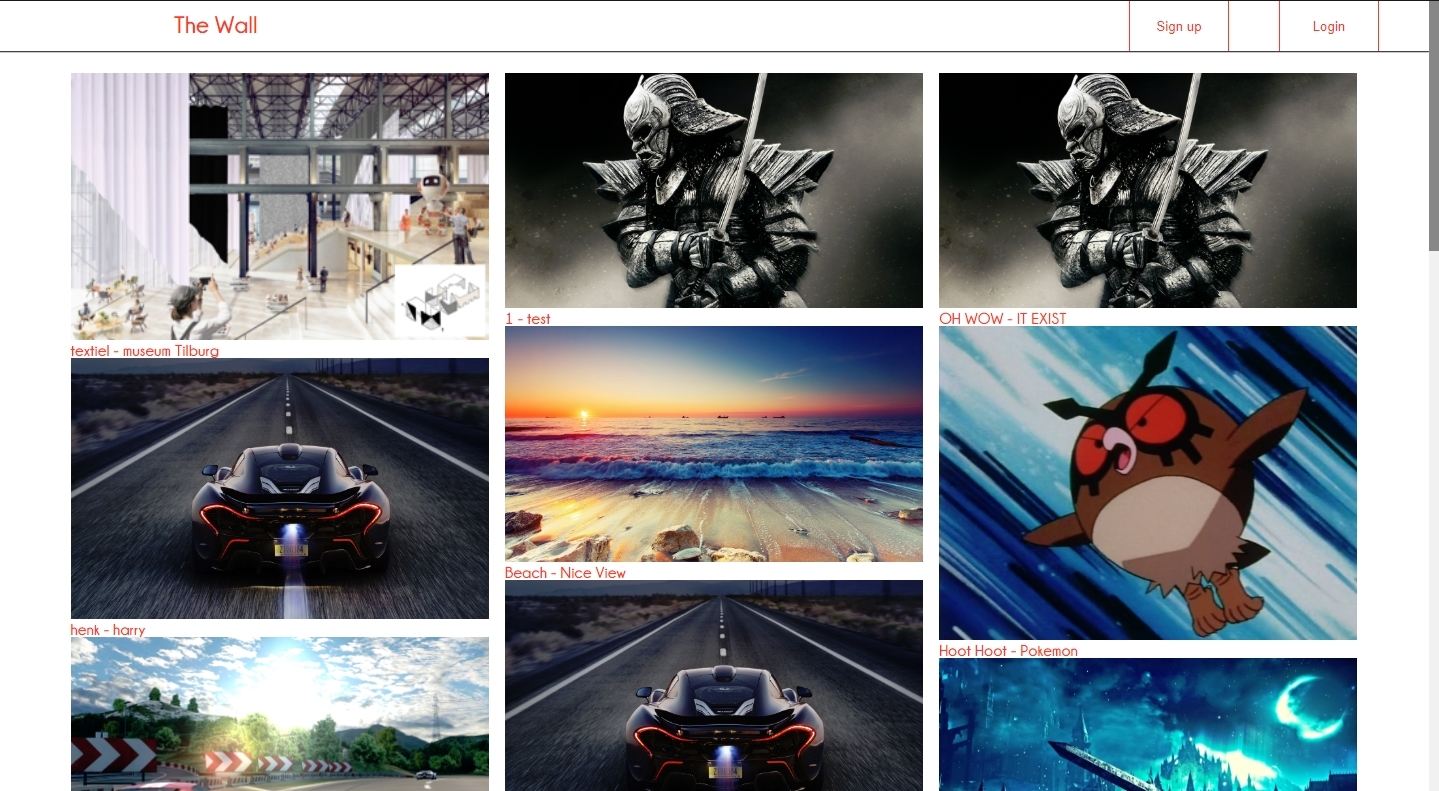 The Wall
Sign up
Login
textiel - museum Tilburg
henk - harry
1 - test
Beach - Nice View
OH WOW - IT EXIST
Hoot Hoot - Pokemon